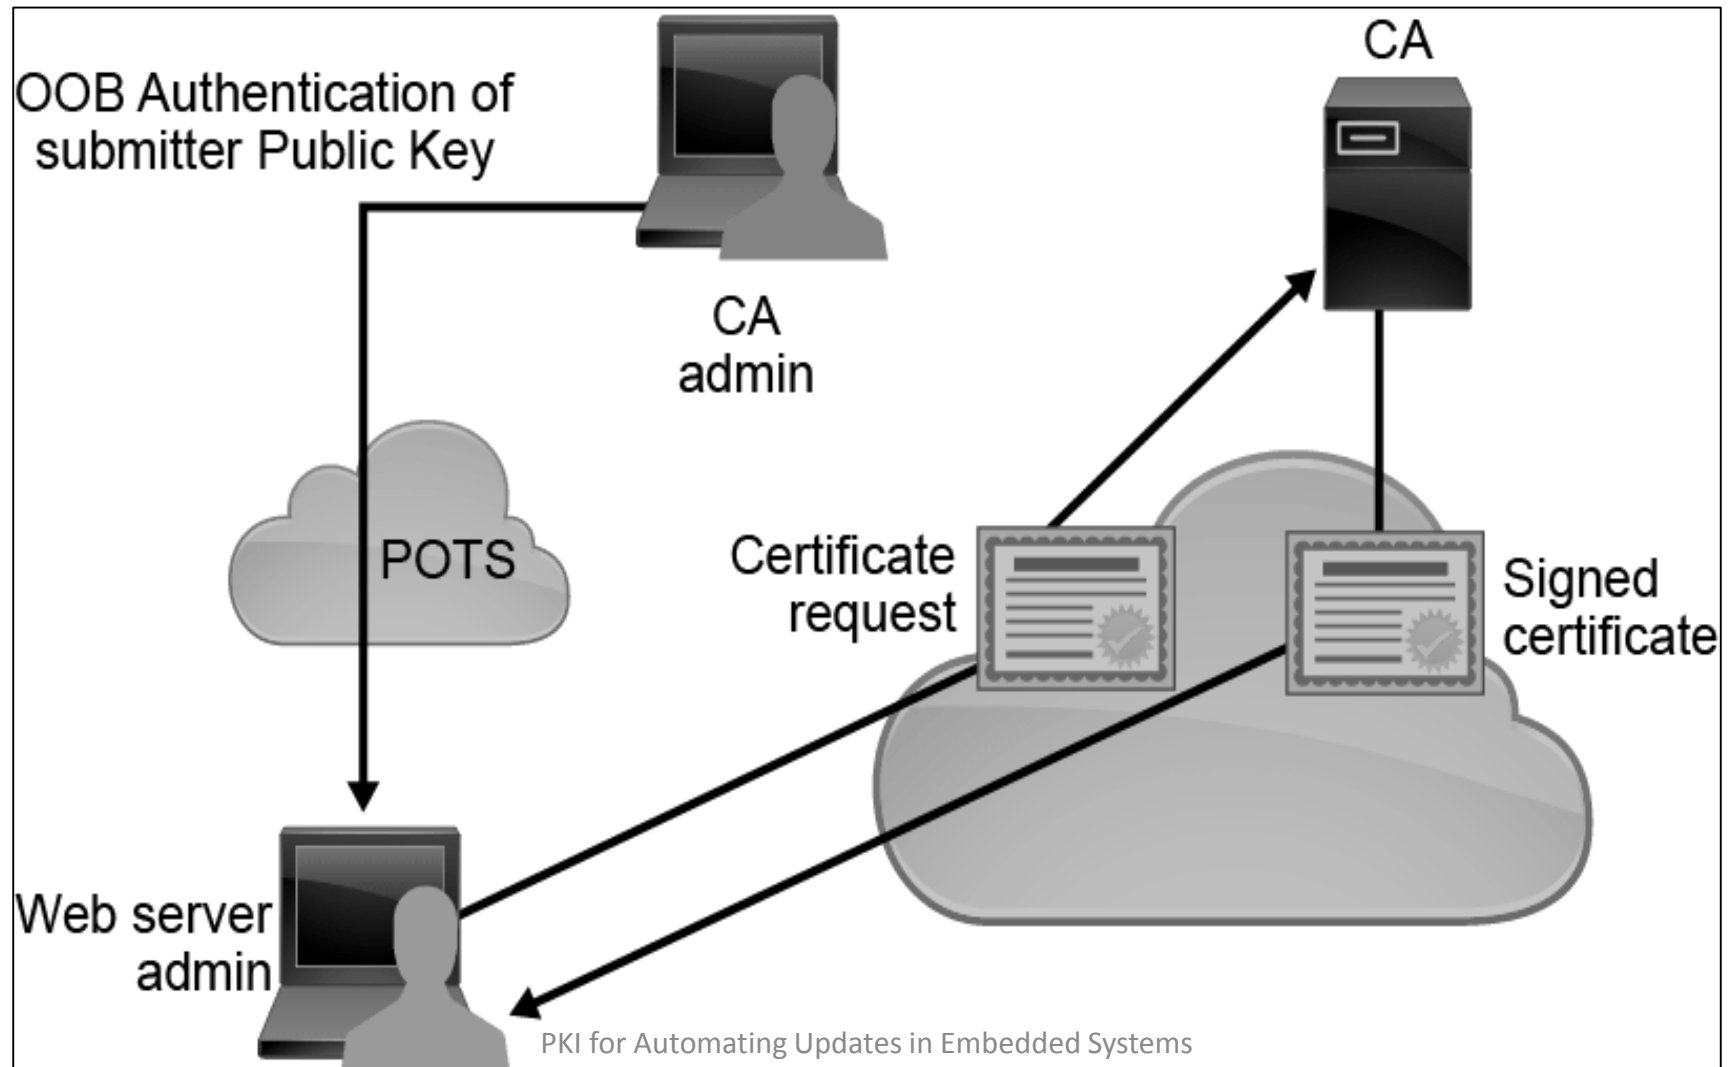 OOB Authentication of
submitter Public Key
CA
admin
CA
POTS
Certificate
request
Signed
certificate
Web server
admin
PKI for Automating Updates in Embedded Systems